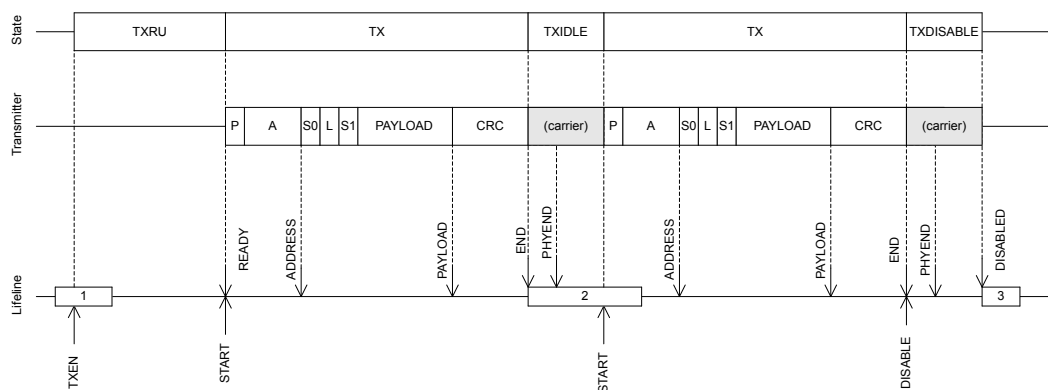 State
TXRU
TX
TXIDLE
TX
TXDISABLE
Transmitter
P
A
S0
L
S1
PAYLOAD
CRC
(carrier)
P
A
S0
L
S1
PAYLOAD
CRC
(carrier)
READY
ADDRESS
PAYLOAD
END
PHYEND
ADDRESS
PAYLOAD
END
PHYEND
DISABLED
Lifeline
1
2
3
TXEN
START
START
DISABLE